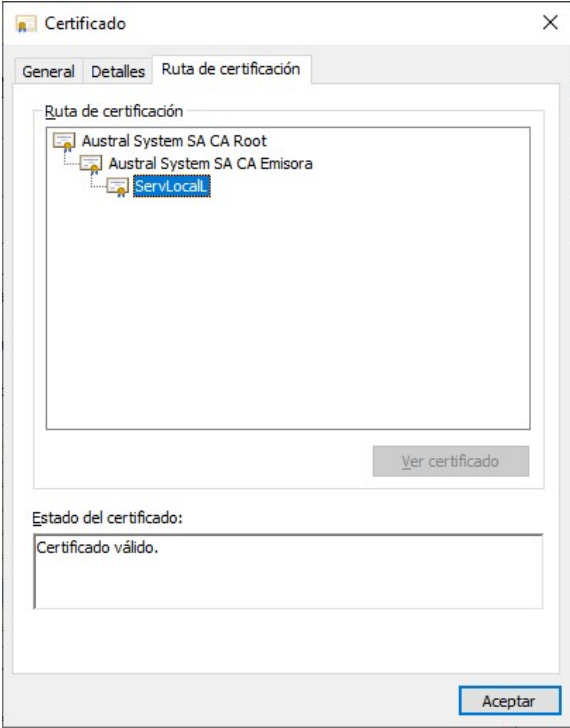 Certificado
General
Detalles
Ruta de certificación
Ruta de certificación
Austral System SA CA Root
Austral System SA CA Emisora
ServLocalL
Ver certificado
Estado del certificado:
Certificado válido.
Aceptar